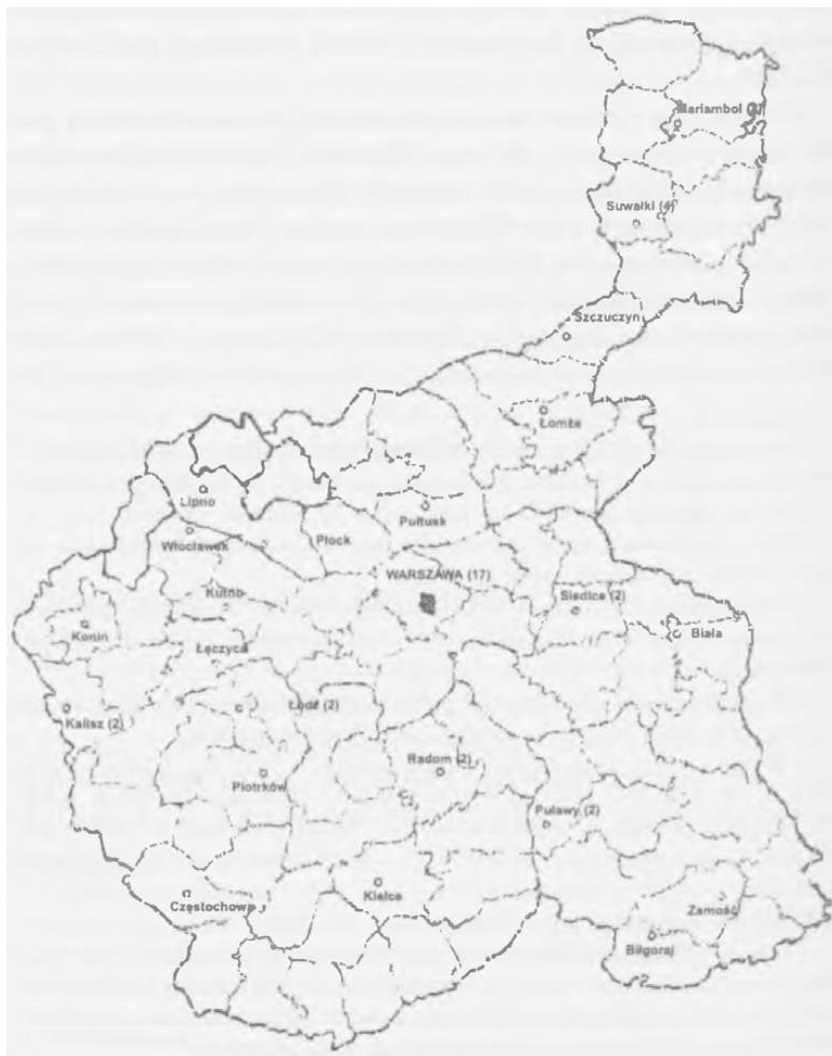 Mariambol
Suwałki (4)
Szczuczyn
Łomże
Lipno
Pułtusk
Włocławek
Płock
WARSZAWA (17)
Kutno
Siedlce (2)
Konin
Biała
Łęczyca
Łódź (2)
Kalisz (2)
Radom (2)
Piotrków
Puławy (2)
Kielce
Częstochowa
Zamość
Biłgoraj